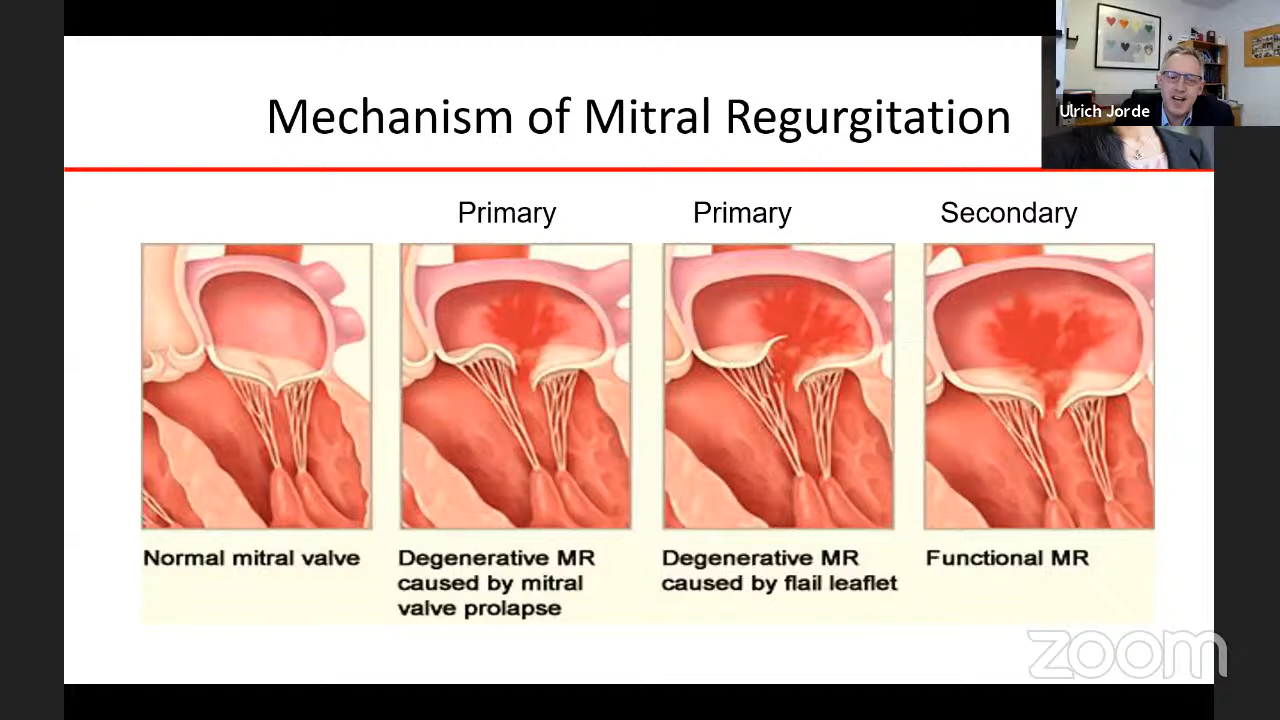 Mechanism of Mitral Regurgitation
Ulrich Jorde
Primary
Primary
Secondary
Normal mitral valve
Degenerative MR
caused by mitral
valve prolapse
Degenerative MR
caused by flail leaflet
Functional MR
zoom